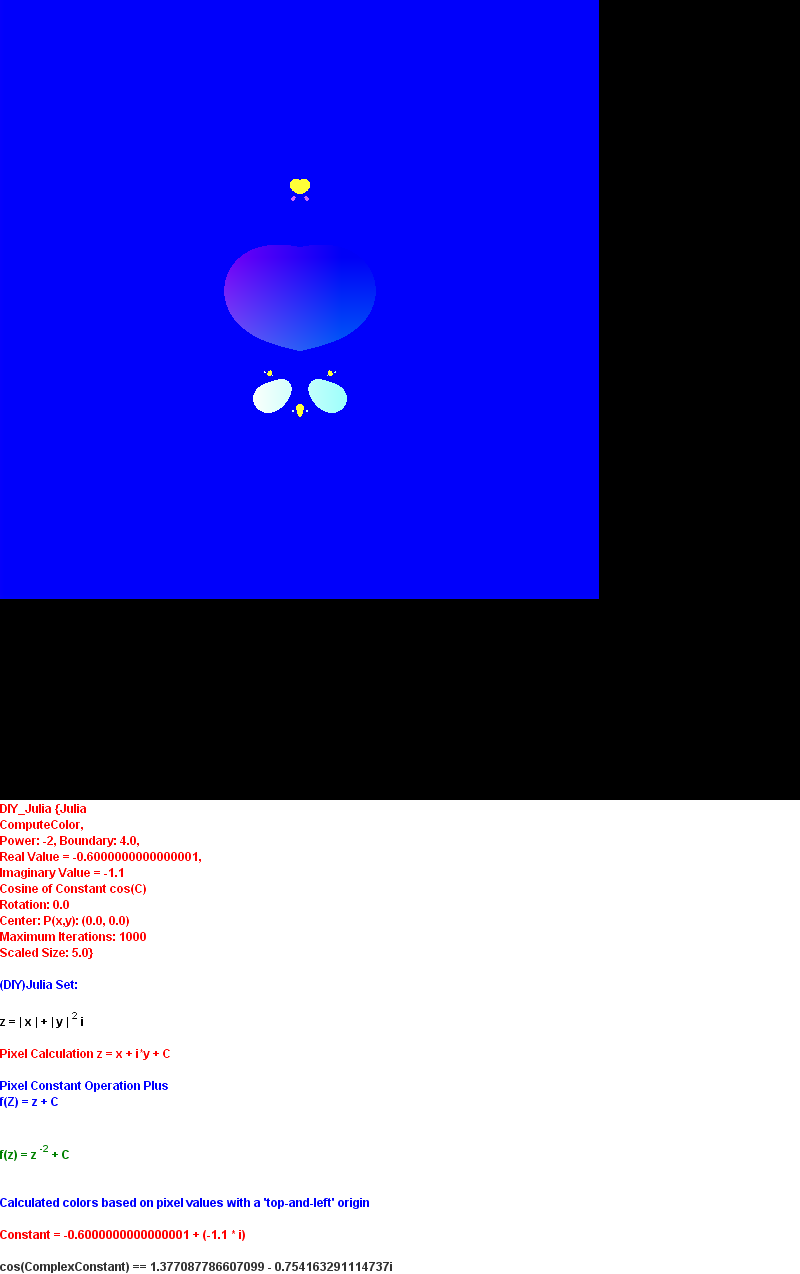 DIY_Julia {Julia
ComputeColor,
Power: -2, Boundary: 4.0,
Real Value = -0.6000000000000001,
Imaginary Value = -1.1
Cosine of Constant cos(C)
Rotation: 0.0
Center: P(x,y): (0.0, 0.0)
Maximum Iterations: 1000
Scaled Size: 5.0}
(DIY)Julia Set:
z = | x | + | y | 2 i
Pixel Calculation z = x + i*y + C
Pixel Constant Operation Plus
f(Z) = z + C
f(z) = z -2 + C
Calculated colors based on pixel values with a 'top-and-left' origin
Constant = -0.6000000000000001 + (-1.1 * i)
cos(ComplexConstant) == 1.377087786607099 - 0.754163291114737i